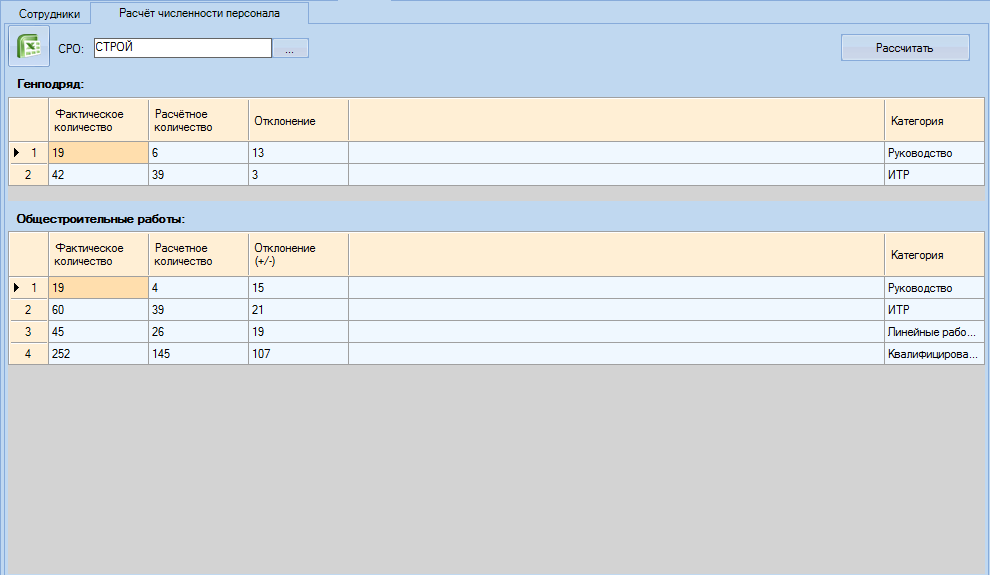 Сотрудники Расчёт численности персонала
СРО: СТРОЙ ... Рассчитать
Генподряд:
Фактическое количество Расчётное количество Отклонение Категория
1 19 6 13 Руководство
2 42 39 3 ИТР
Общестроительные работы:
Фактическое количество Расчетное количество Отклонение (+/-) Категория
1 19 4 15 Руководство
2 60 39 21 ИТР
3 45 26 19 Линейные рабо...
4 252 145 107 Квалифицирова...